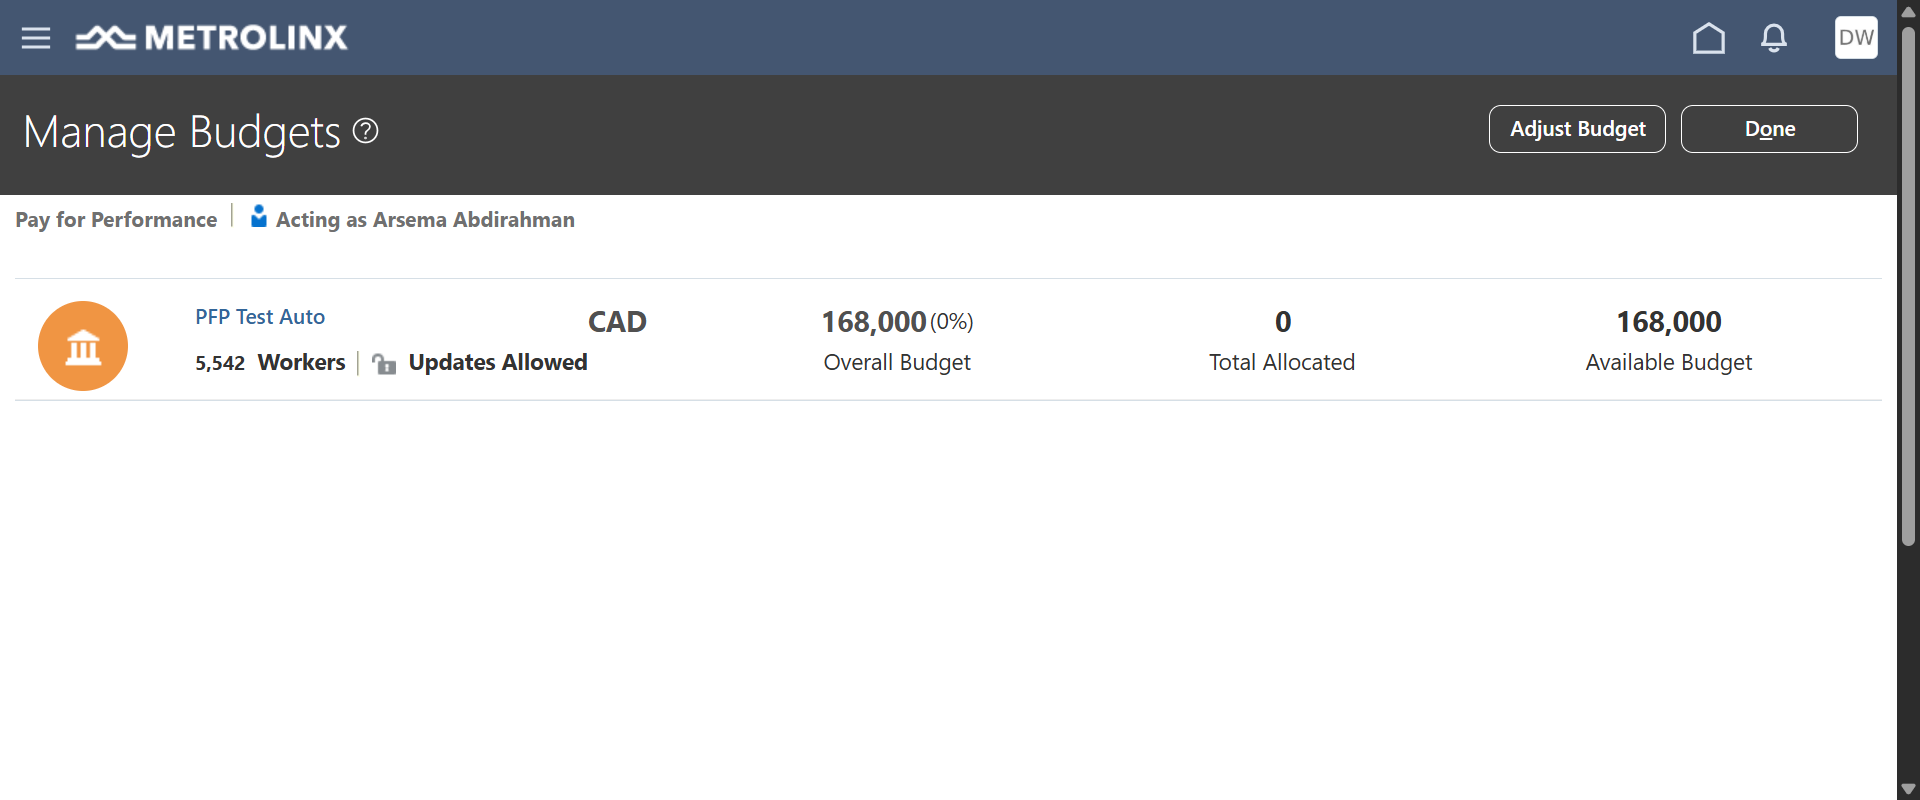 METROLINX
DW
Manage Budgets ?
Adjust Budget
Done
Pay for Performance
Acting as Arsema Abdirahman
PFP Test Auto
5,542 Workers
Updates Allowed
CAD
168,000 (0%)
Overall Budget
0
Total Allocated
168,000
Available Budget